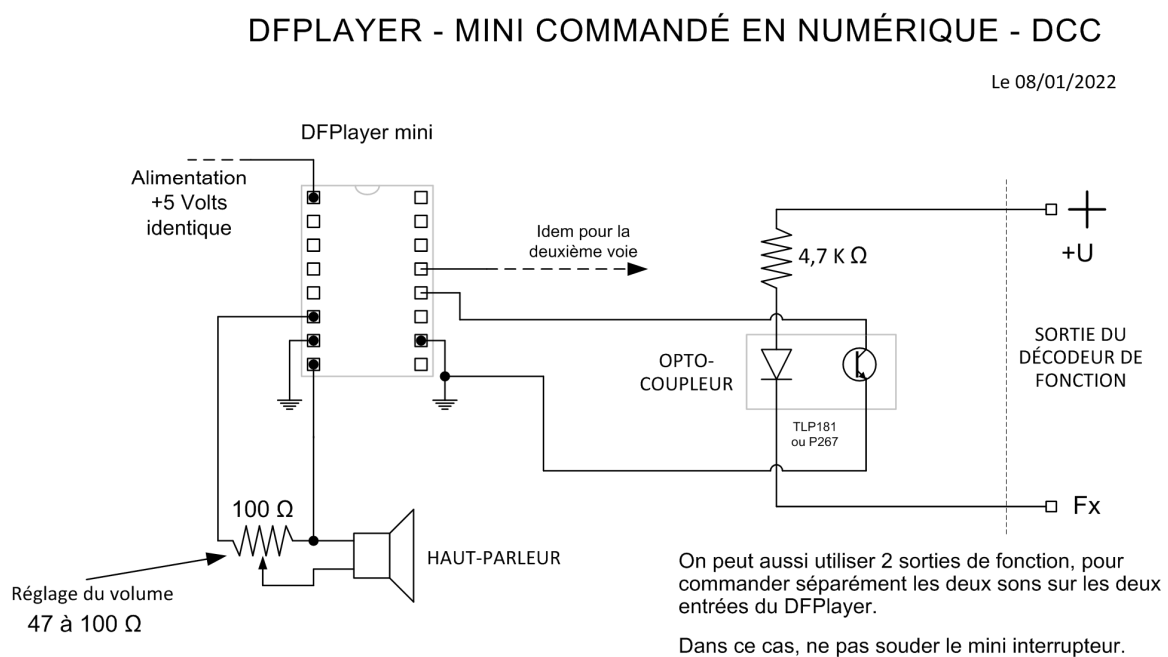 DFPLAYER - MINI COMMANDÉ EN NUMÉRIQUE - DCC
Le 08/01/2022
DFPlayer mini
Alimentation
+5 Volts
identique
Idem pour la
deuxième voie
4,7 K Ω
+U
OPTO-
COUPLEUR
TLP181
ou P267
SORTIE DU
DÉCODEUR DE
FONCTION
Fx
100 Ω
HAUT-PARLEUR
Réglage du volume
47 à 100 Ω
On peut aussi utiliser 2 sorties de fonction, pour
commander séparément les deux sons sur les deux
entrées du DFPlayer.
Dans ce cas, ne pas souder le mini interrupteur.